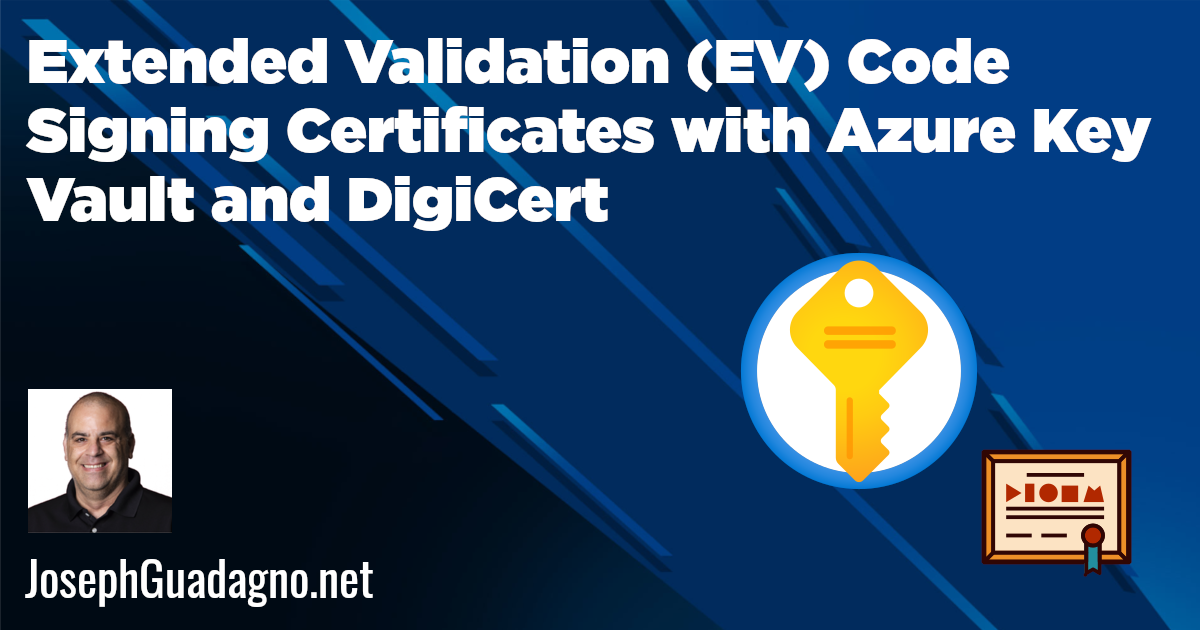 Extended Validation (EV) Code
Signing Certificates with Azure Key
Vault and DigiCert
JosephGuadagno.net